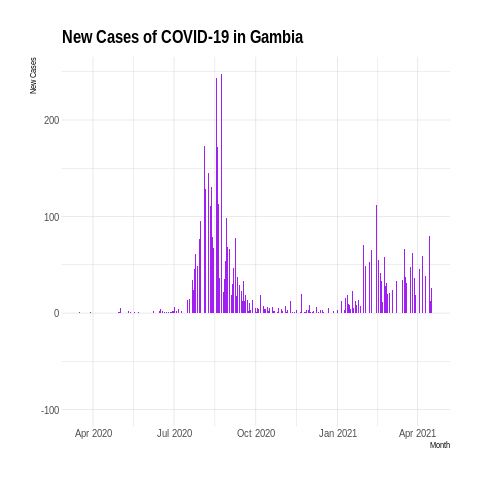 New Cases of COVID-19 in Gambia
New Cases
200
100
0
-100
Apr 2020 Jul 2020 Oct 2020 Jan 2021 Apr 2021
Month